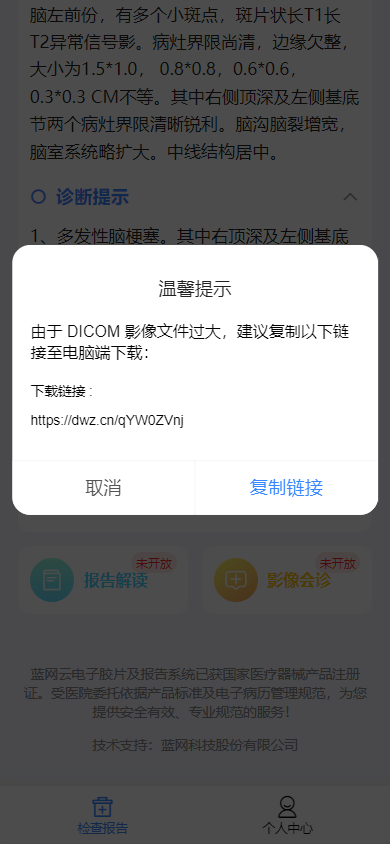 脑左前份，有多个小斑点，斑片状长T1长
T2异常信号影。病灶界限尚清，边缘欠整，
大小为1.5*1.0， 0.8*0.8，0.6*0.6，
0.3*0.3 CM不等。其中右侧顶深及左侧基底
节两个病灶界限清晰锐利。脑沟脑裂增宽，
脑室系统略扩大。中线结构居中。
诊断提示
1、多发性脑梗塞。其中右顶深及左侧基底
温馨提示
由于 DICOM 影像文件过大，建议复制以下链
接至电脑端下载：
下载链接 :
https://dwz.cn/qYW0ZVnj
取消
复制链接
未开放
报告解读
未开放
影像会诊
蓝网云电子胶片及报告系统已获国家医疗器械产品注册
证。受医院委托依据产品标准及电子病历管理规范，为您
提供安全有效、专业规范的服务！
技术支持：蓝网科技股份有限公司
检查报告
个人中心